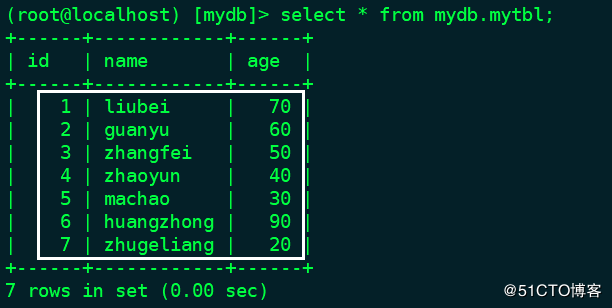 (root@localhost) [mydb]> select * from mydb.mytbl;
+------+------------+------+
| id   | name       | age  |
+------+------------+------+
|    1 | liubei     |   70 |
|    2 | guanyu     |   60 |
|    3 | zhangfei   |   50 |
|    4 | zhaoyun    |   40 |
|    5 | machao     |   30 |
|    6 | huangzhong |   90 |
|    7 | zhugeliang |   20 |
+------+------------+------+
7 rows in set (0.00 sec)
@51CTO博客